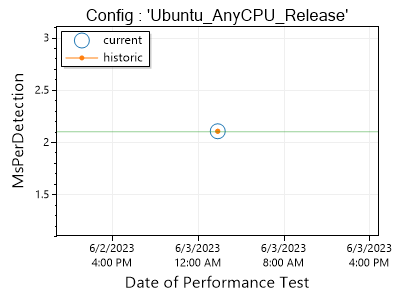 Config : 'Ubuntu_AnyCPU_Release'
current
historic
3
2.5
2
1.5
MsPerDetection
6/2/2023
4:00 PM
6/3/2023
12:00 AM
6/3/2023
8:00 AM
6/3/2023
4:00 PM
Date of Performance Test